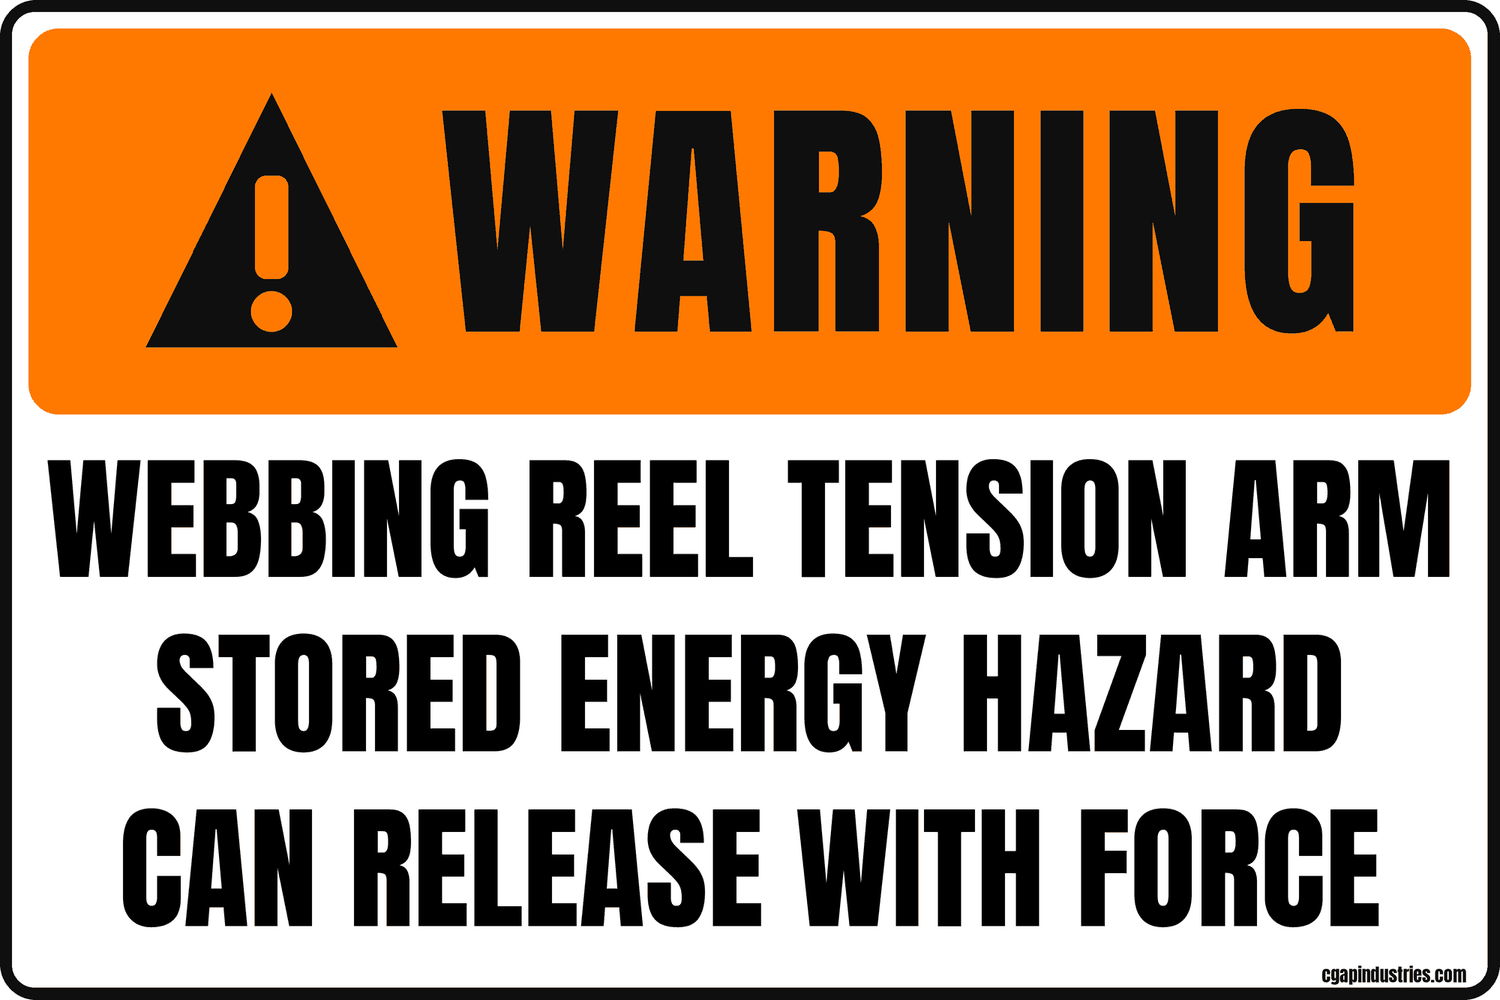 WARNING
WEBBING REEL TENSION ARM
STORED ENERGY HAZARD
CAN RELEASE WITH FORCE
cgapindustries.com